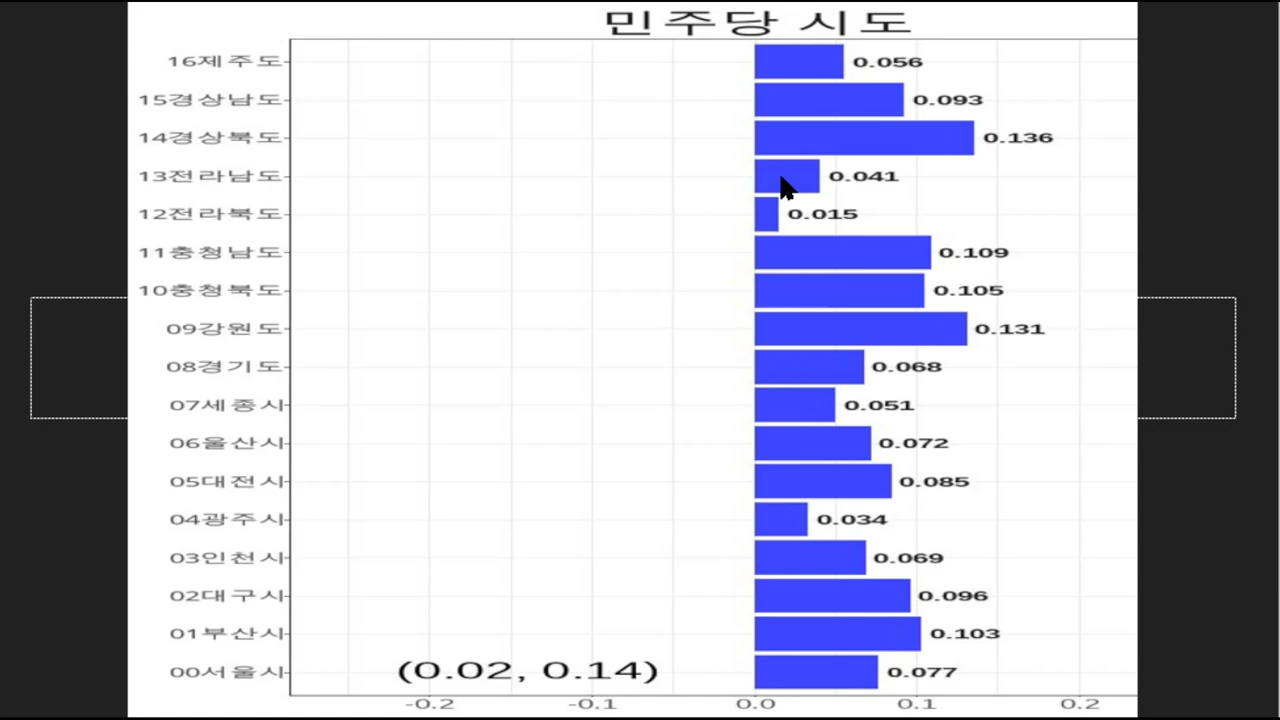 민주당 시도
16제주도 0.056
15경상남도 0.093
14경상북도 0.136
13전라남도 0.041
12전라북도 0.015
11충청남도 0.109
10충청북도 0.105
09강원도 0.131
08경기도 0.068
07세종시 0.051
06울산시 0.072
05대전시 0.085
04광주시 0.034
03인천시 0.069
02대구시 0.096
01부산시 0.103
00서울시 (0.02, 0.14) 0.077
-0.2 -0.1 0.0 0.1 0.2